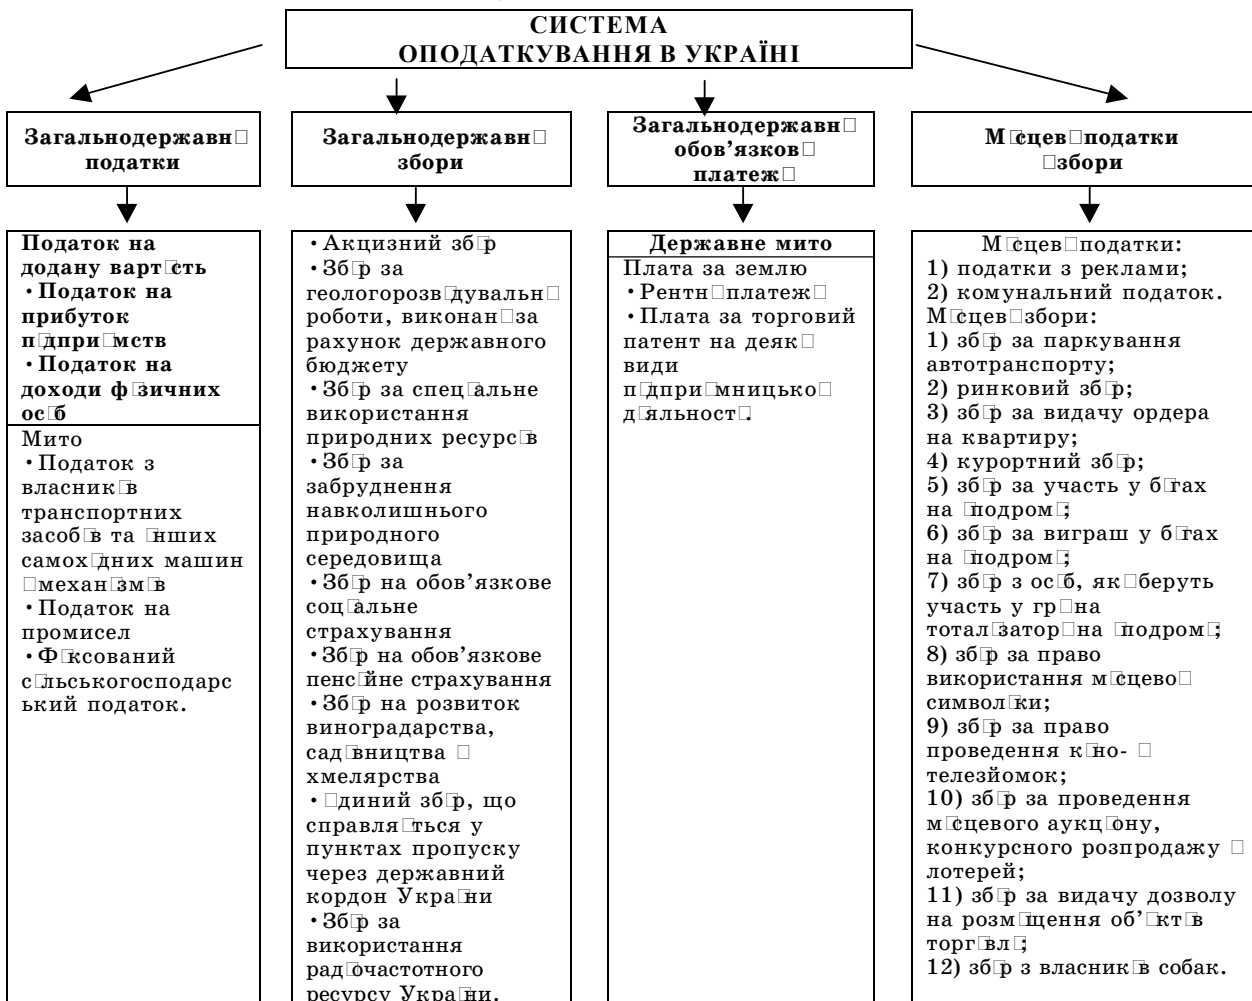 СИСТЕМА
ОПОДАТКУВАННЯ В УКРАЇНІ
Загальнодержавн□
податки
Податок на
додану варт□сть
• Податок на
прибуток
п□дпри□мств
• Податок на
доходи ф□зичних
ос□б
Мито
• Податок з
власник□в
транспортних
засоб□в та □нших
самох□дних машин
□ механ□зм□в
• Податок на
промисел
• Ф□ксований
с□льськогосподарс
ький податок.
Загальнодержавн□
збори
• Акцизний зб□р
• Зб□р за
геологорозв□дувальн□
роботи, виконан□ за
рахунок державного
бюджету
• Зб□р за спец□альне
використання
природних ресурс□в
• Зб□р за
забруднення
навколишнього
природного
середовища
• Зб□р на обов'язкове
соц□альне
страхування
• Зб□р на обов'язкове
пенс□йне страхування
• Зб□р на розвиток
виноградарства,
сад□вництва □
хмелярства
• □диний зб□р, що
справля□ться у
пунктах пропуску
через державний
кордон Укра□ни
• Зб□р за
використання
рад□очастотного
ресурсу Укра□ни.
Загальнодержавн□
обов'язков□
платеж□
Державне мито
Плата за землю
• Рентн□ платеж□
• Плата за торговий
патент на деяк□
види
п□дпри□мницько□
д□яльност□.
М□сцев□ податки
□ збори
М□сцев□ податки:
1) податки з реклами;
2) комунальний податок.
М□сцев□ збори:
1) зб□р за паркування
автотранспорту;
2) ринковий зб□р;
3) зб□р за видачу ордера
на квартиру;
4) курортний зб□р;
5) зб□р за участь у б□гах
на □подром□;
6) зб□р за виграш у б□гах
на □подром□;
7) зб□р з ос□б, як□ беруть
участь у гр□ на
тотал□затор□ на □подром□;
8) зб□р за право
використання м□сцево□
символ□ки;
9) зб□р за право
проведення к□но- □
телезйомок;
10) зб□р за проведення
м□сцевого аукц□ону,
конкурсного розпродажу □
лотерей;
11) зб□р за видачу дозволу
на розм□щення об'□кт□в
торг□вл□;
12) зб□р з власник□в собак.